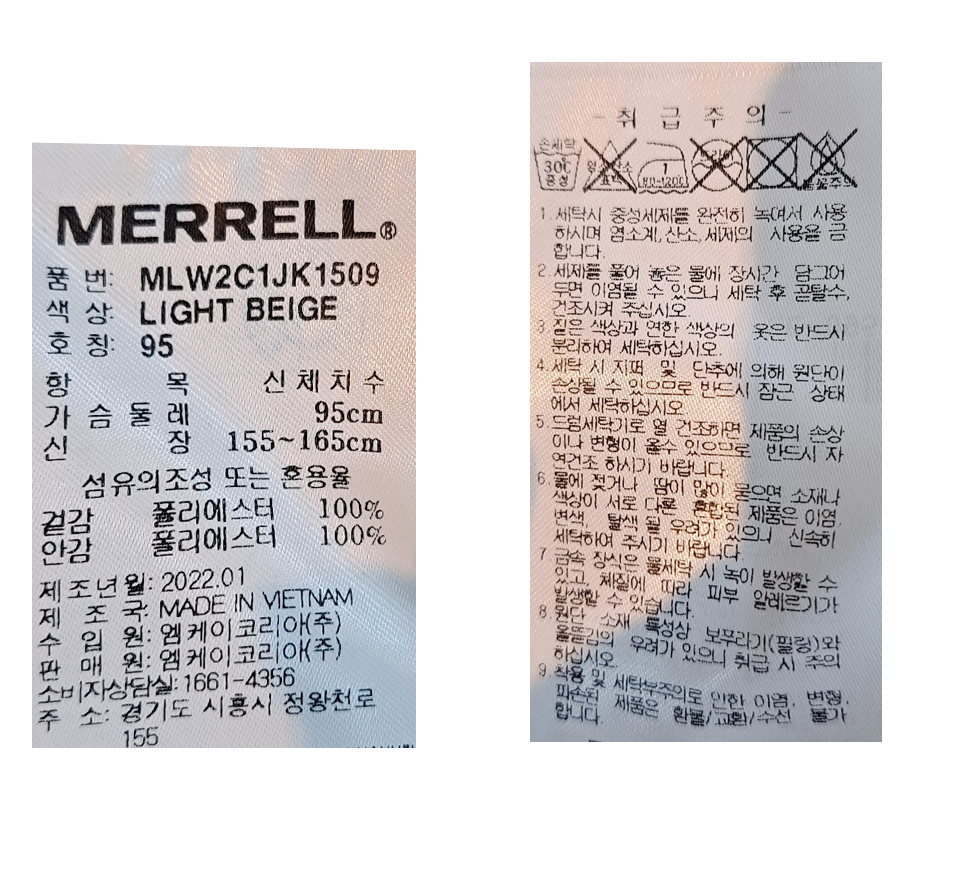 MERRELL®
품 번: MLW2C1JK1509
색 상: LIGHT BEIGE
호 칭: 95
항 목 신체치수
가슴둘레 95cm
신 장 155~165cm
섬유의조성 또는 혼용율
겉감 폴리에스터 100%
안감 폴리에스터 100%
제조년월: 2022.01
제 조 국: MADE IN VIETNAM
수 입 원: 엠케이코리아(주)
판 매 원: 엠케이코리아(주)
소비자상담실: 1661-4356
주 소: 경기도 시흥시 정왕천로
155
-취급주의-
손세탁
30℃
중성
1
80~120℃
1. 세탁시 중성세제를 완전히 녹여서 사용
하시며 염소계, 산소, 세제의 사용을 금
합니다.
2. 세제를 풀어 놓은 물에 장시간 담그어
두면 이염될 수 있으니 세탁 후 곧탈수,
건조시켜 주십시오.
3. 짙은 색상과 연한 색상의 옷은 반드시
분리하여 세탁하십시오.
4. 세탁 시 지퍼 및 단추에 의해 원단이
손상될 수 있으므로 반드시 잠근 상태
에서 세탁하십시오
5. 드럼세탁기로 열 건조하면 제품의 손상
이나 변형이 올수 있으므로 반드시 자
연건조 하시기 바랍니다.
6. 물에 젖거나 땀이 많이 묻으면 소재나
색상이 서로 다른 혼합된 제품은 이염,
변색, 탈색 될 우려가 있으니 신속히
세탁하여 주시기 바랍니다.
7. 금속 장식은 물세탁 시 녹이 발생할 수
있고, 체질에 따라 피부 알레르기가
발생할 수 있습니다.
8. 원단 소재 특성상 보푸라기(필링)와
올뜯김의 우려가 있으니 취급 시 주의
하십시오.
9. 착용 및 세탁부주의로 인한 이염, 변형,
파손된 제품은 환불/교환/수선 불가
합니다.